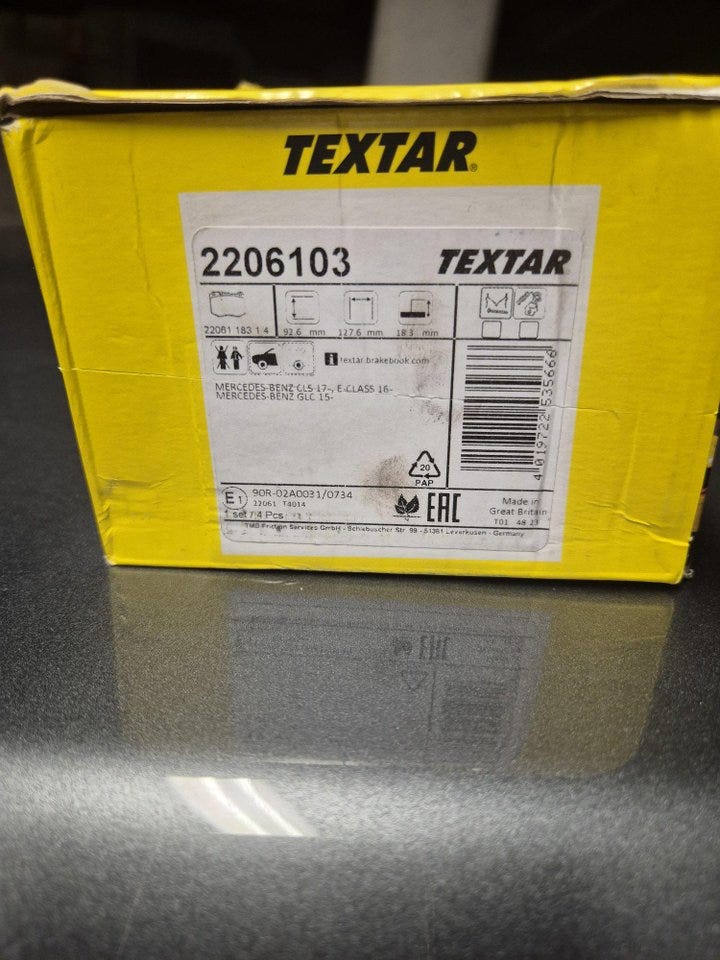 TEXTAR®
2206103 TEXTAR
22061 183 1 4 92.6 mm 127.6 mm 18.3 mm
i textar.brakebook.com
MERCEDES-BENZ CLS 17-, E-CLASS 16-
MERCEDES-BENZ GLC 15-
4 019722 535666
20
PAP
E1 90R-02A0031/0734
22061 T4014
1 set / 4 Pcs
EAC
Made in
Great Britain
T01 48 23
TMD Friction Services GmbH - Schlebuscher Str. 99 - 51381 Leverkusen - Germany